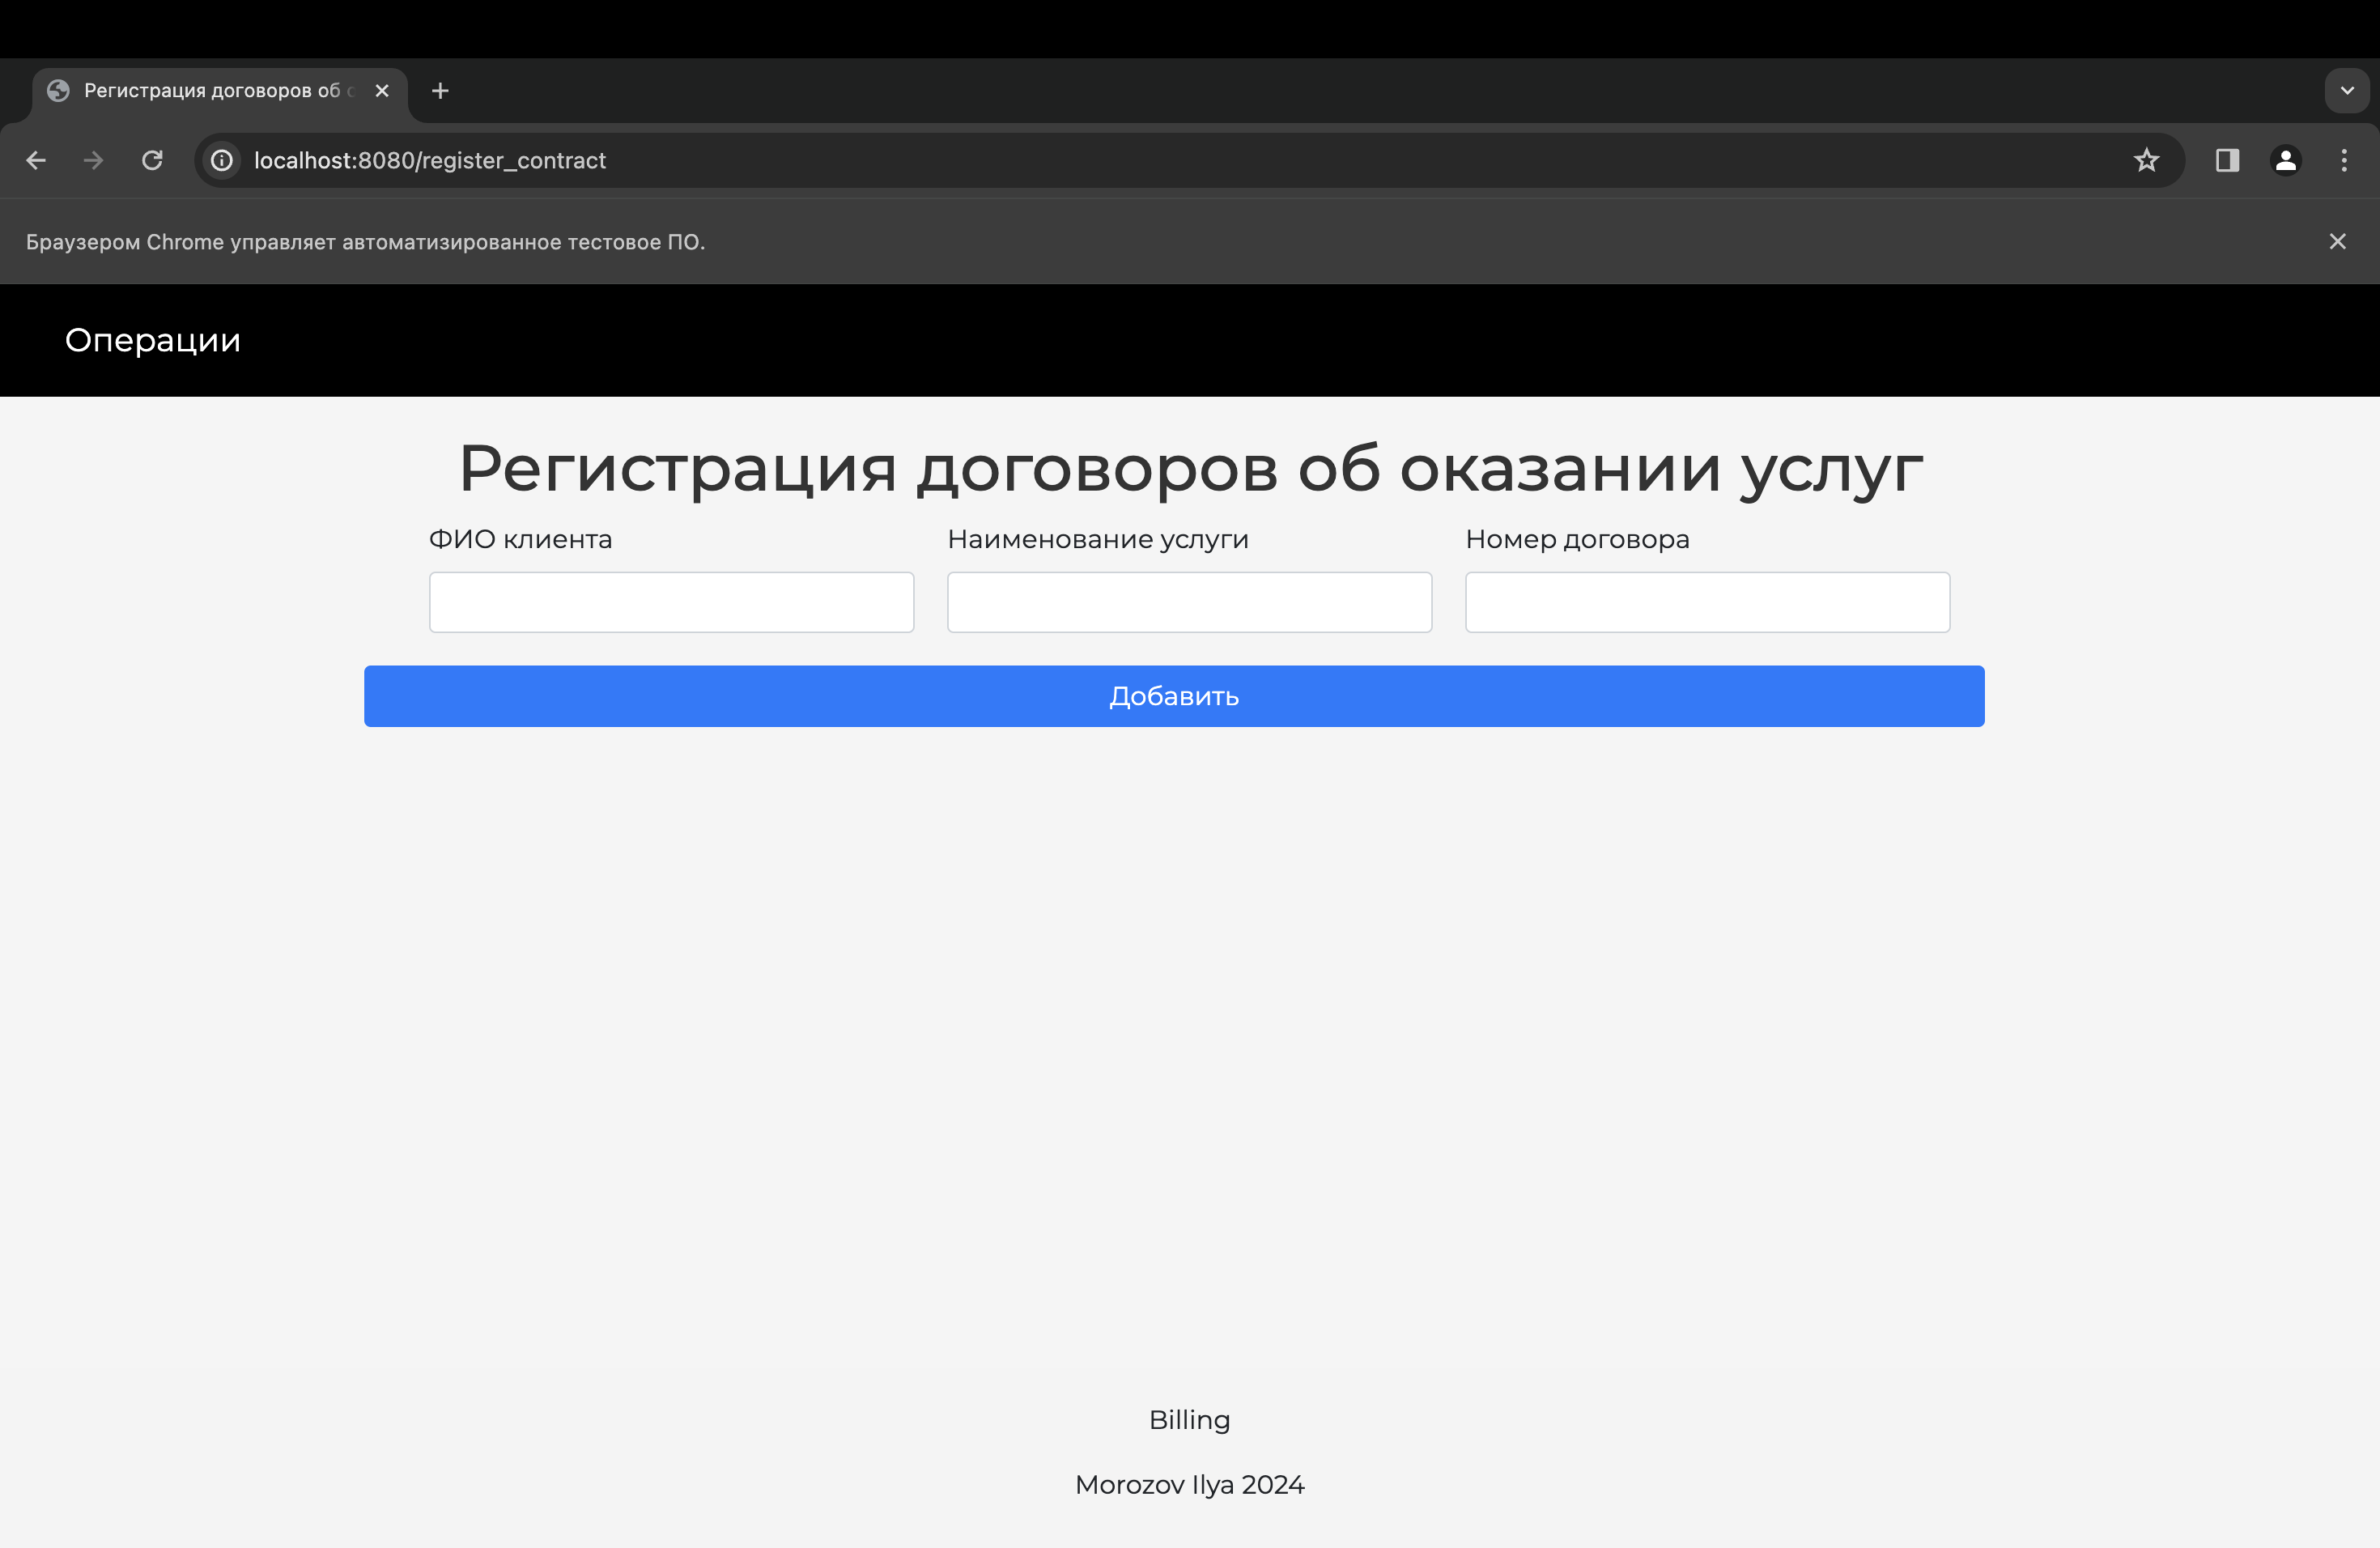 Регистрация договоров об
localhost:8080/register_contract
Браузером Chrome управляет автоматизированное тестовое ПО.
Операции
Регистрация договоров об оказании услуг
ФИО клиента
Наименование услуги
Номер договора
Добавить
Billing
Morozov Ilya 2024